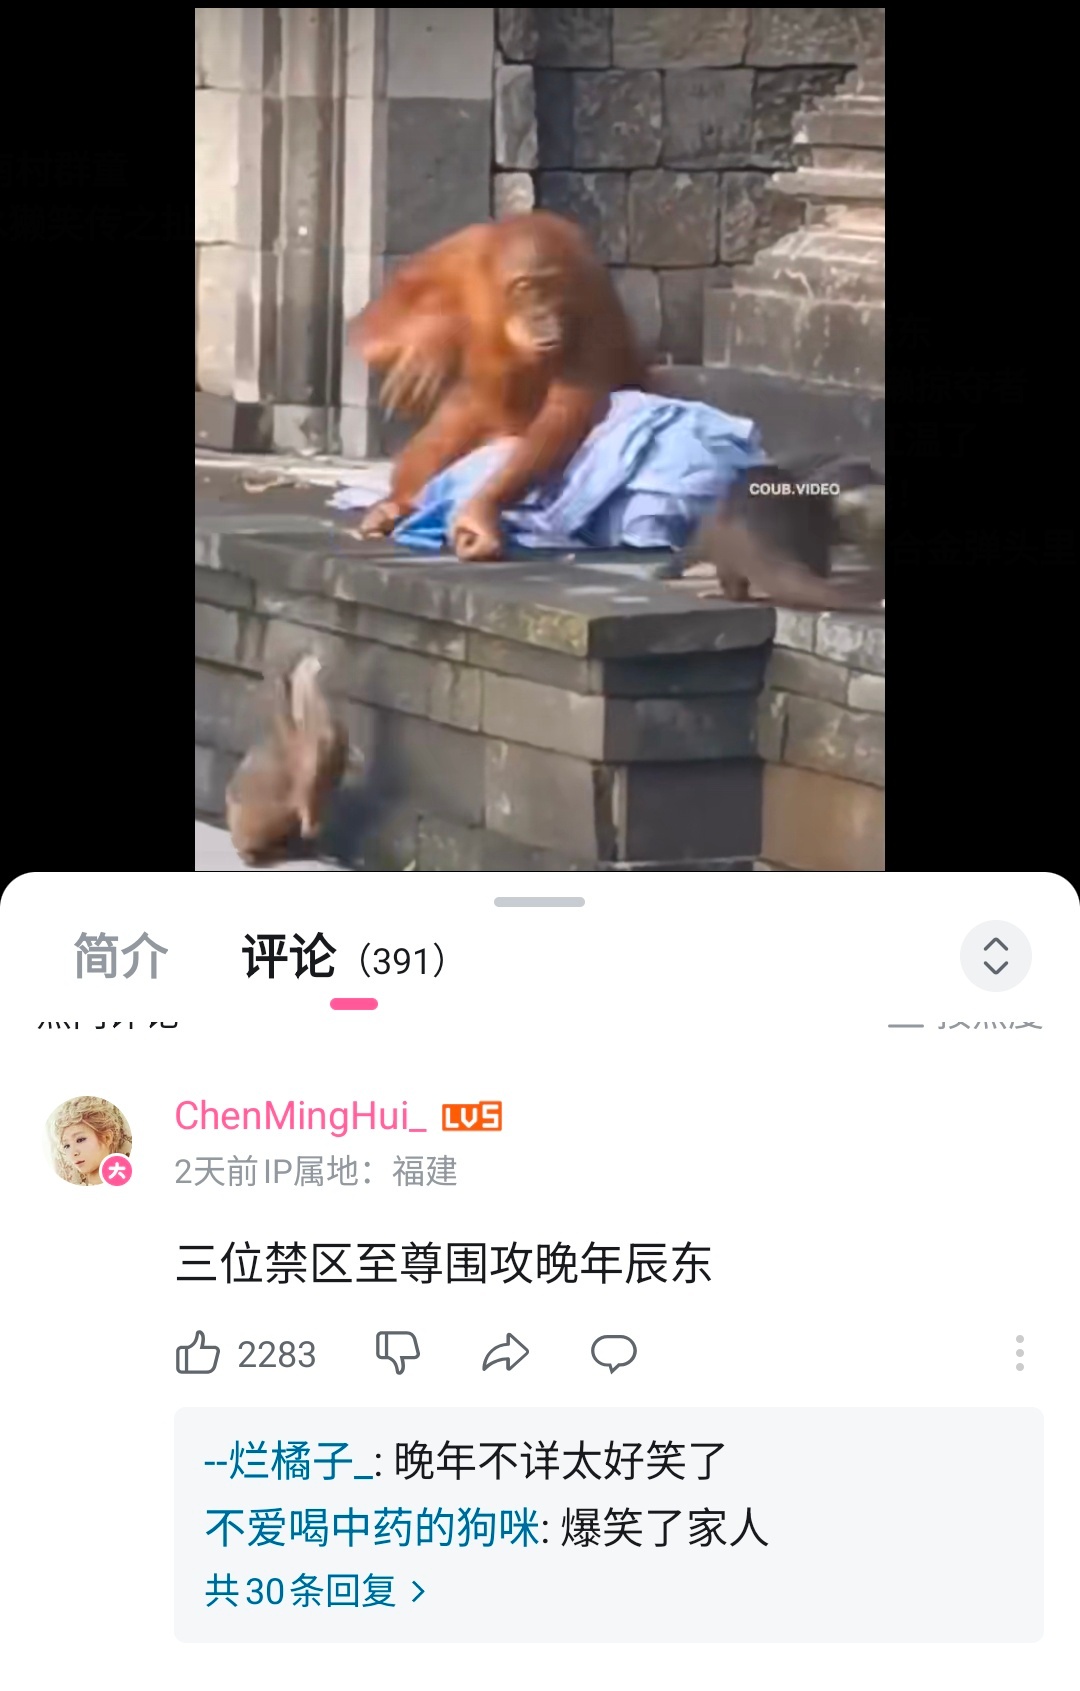 COUB.VIDEO
简介
评论（391）
ChenMingHui_ LV5
2天前 IP属地：福建
三位禁区至尊围攻晚年辰东
2283
--烂橘子_: 晚年不详太好笑了
不爱喝中药的狗咪: 爆笑了家人
共30条回复 >